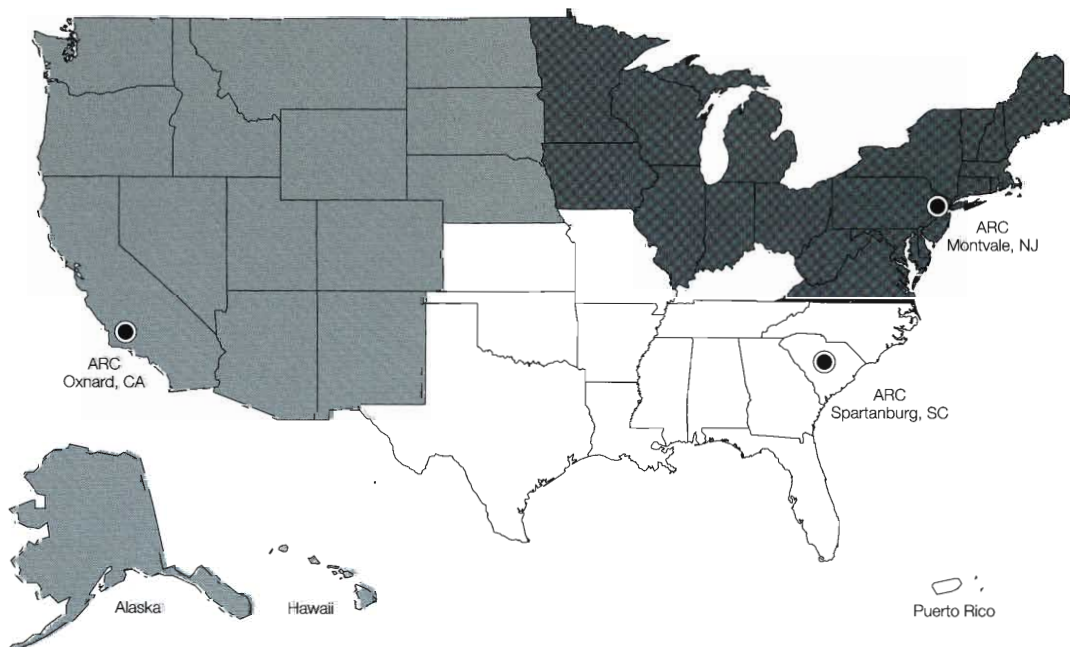 ARC
Montvale, NJ
ARC
Oxnard, CA
ARC
Spartanburg, SC
Alaska
Hawaii
Puerto Rico